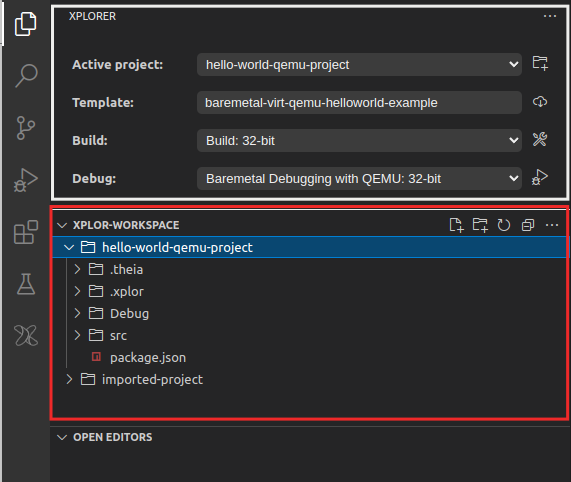 XPLORER
Active project: hello-world-qemu-project
Template: baremetal-virt-qemu-helloworld-example
Build: Build: 32-bit
Debug: Baremetal Debugging with QEMU: 32-bit
XPLOR-WORKSPACE
hello-world-qemu-project
.theia
.xplor
Debug
src
package.json
imported-project
OPEN EDITORS